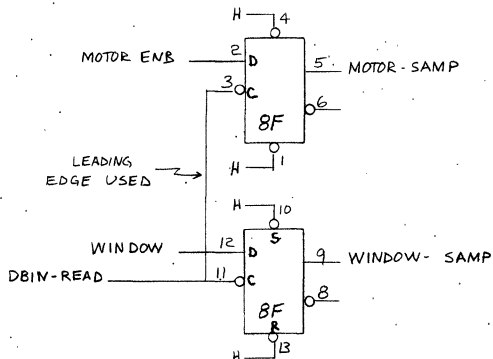 H 4
MOTOR ENB 2 D 5 MOTOR-SAMP
3 C 6
8F
H 1
LEADING
EDGE USED
H 10
S
WINDOW 12 D 9 WINDOW-SAMP
DBIN-READ 11 C 8
8F
R
H 13